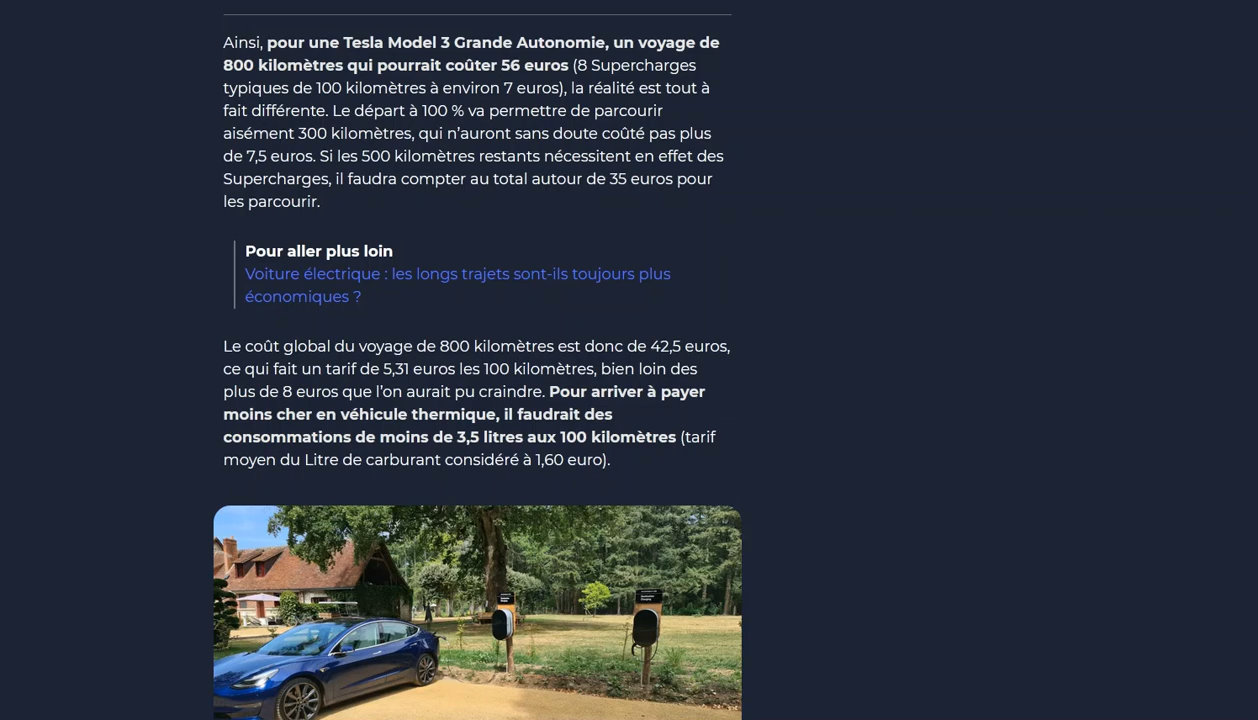 Ainsi, pour une Tesla Model 3 Grande Autonomie, un voyage de
800 kilomètres qui pourrait coûter 56 euros (8 Supercharges
typiques de 100 kilomètres à environ 7 euros), la réalité est tout à
fait différente. Le départ à 100 % va permettre de parcourir
aisément 300 kilomètres, qui n’auront sans doute coûté pas plus
de 7,5 euros. Si les 500 kilomètres restants nécessitent en effet des
Supercharges, il faudra compter au total autour de 35 euros pour
les parcourir.
Pour aller plus loin
Voiture électrique : les longs trajets sont-ils toujours plus
économiques ?
Le coût global du voyage de 800 kilomètres est donc de 42,5 euros,
ce qui fait un tarif de 5,31 euros les 100 kilomètres, bien loin des
plus de 8 euros que l’on aurait pu craindre. Pour arriver à payer
moins cher en véhicule thermique, il faudrait des
consommations de moins de 3,5 litres aux 100 kilomètres (tarif
moyen du Litre de carburant considéré à 1,60 euro).